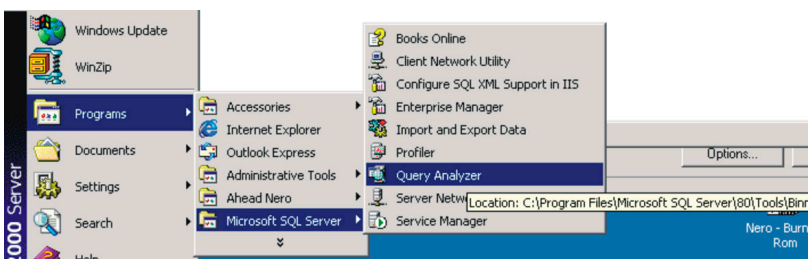 Windows Update
WinZip
Programs
Documents
Settings
Search
Help
2000 Server
Accessories
Internet Explorer
Outlook Express
Administrative Tools
Ahead Nero
Microsoft SQL Server
Books Online
Client Network Utility
Configure SQL XML Support in IIS
Enterprise Manager
Import and Export Data
Profiler
Query Analyzer
Server Netw
Location: C:\Program Files\Microsoft SQL Server\80\Tools\Binn
Service Manager
Options...
Nero - Burn
Rom